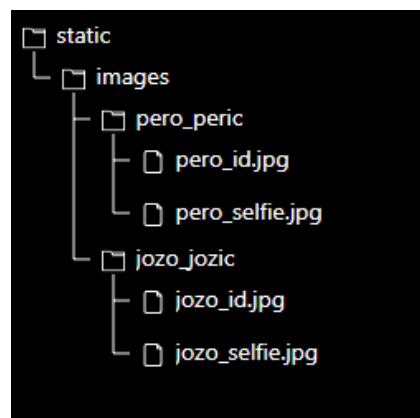 static
images
pero_peric
pero_id.jpg
pero_selfie.jpg
jozo_jozic
jozo_id.jpg
jozo_selfie.jpg